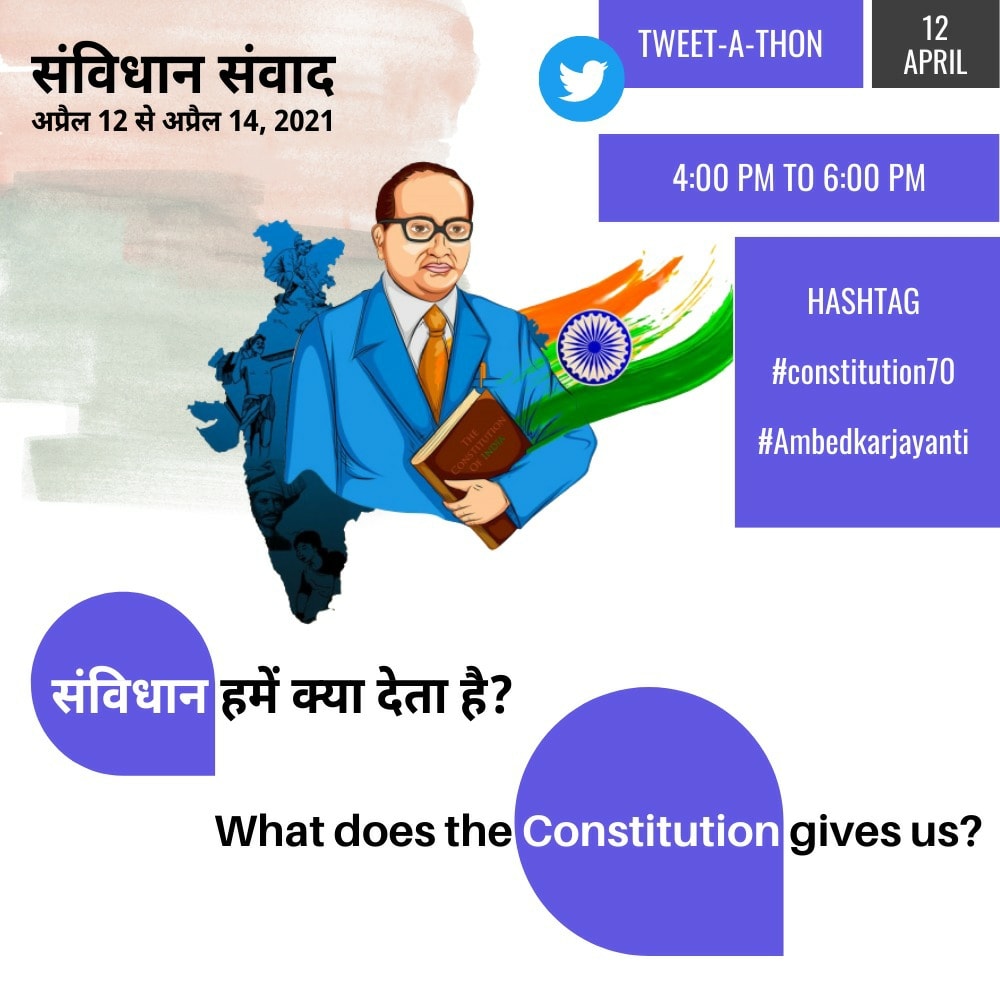 संविधान संवाद
अप्रैल 12 से अप्रैल 14, 2021
TWEET-A-THON
12
APRIL
4:00 PM TO 6:00 PM
HASHTAG
#constitution70
#Ambedkarjayanti
THE
CONSTITUTION
OF INDIA
संविधान हमें क्या देता है?
What does the Constitution gives us?